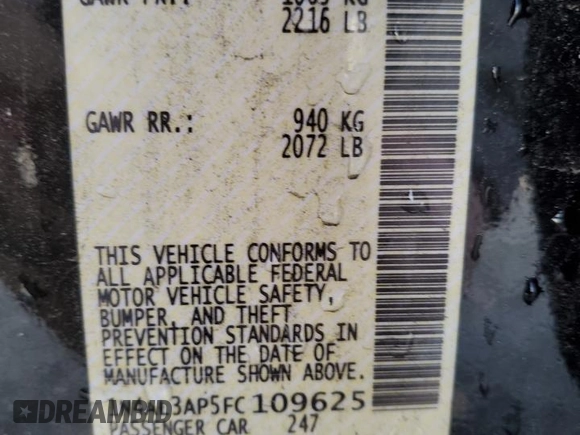 2216 LB
GAWR RR.: 940 KG
2072 LB
THIS VEHICLE CONFORMS TO
ALL APPLICABLE FEDERAL
MOTOR VEHICLE SAFETY,
BUMPER, AND THEFT
PREVENTION STANDARDS IN
EFFECT ON THE DATE OF
MANUFACTURE SHOWN ABOVE.
109625
PASSENGER CAR 247
DREAMBID